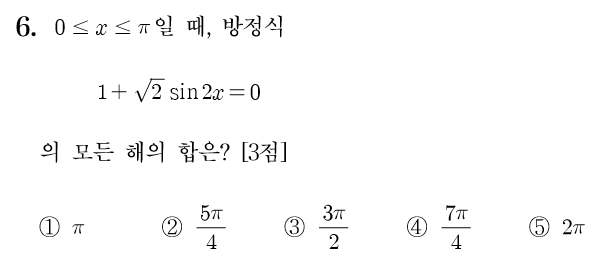 6. 0 ≤ x ≤ π일 때, 방정식
1 + √2 sin 2x = 0
의 모든 해의 합은? [3점]
① π ② 5π/4 ③ 3π/2 ④ 7π/4 ⑤ 2π